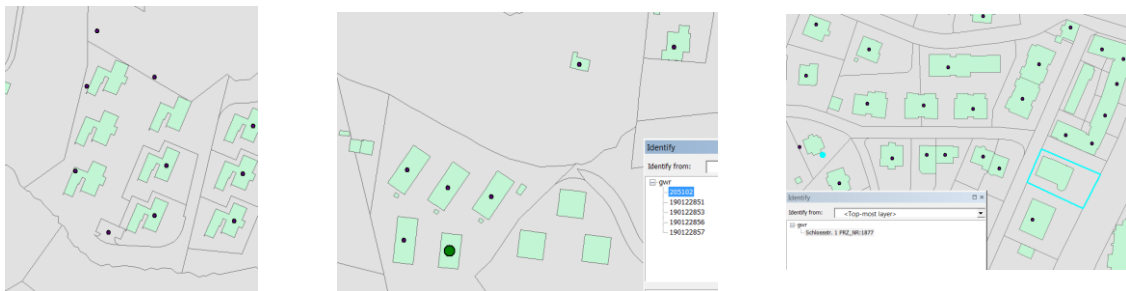 Identify
Identify from:
gwr
205102
190122851
190122853
190122856
190122857
Identify
Identify from: <Top-most layer>
gwr
Schlossstr. 1 PRZ_NR:1877